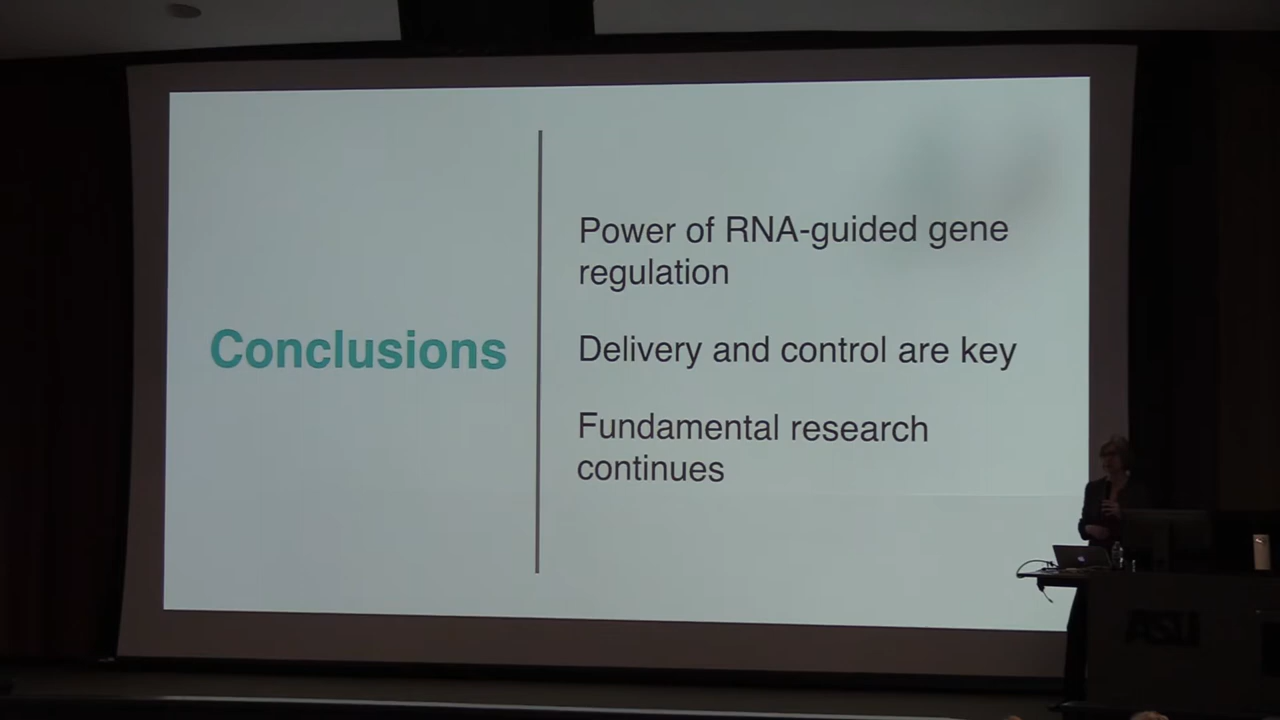 Conclusions
Power of RNA-guided gene
regulation
Delivery and control are key
Fundamental research
continues
ASU